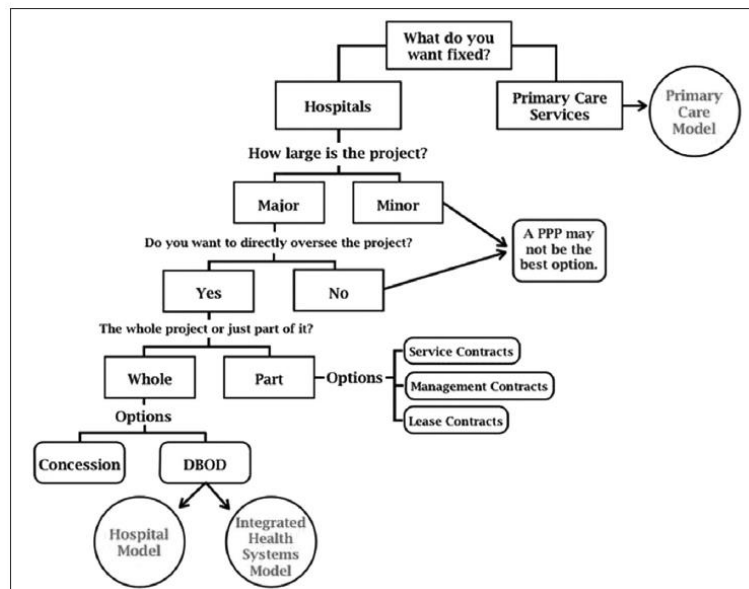 What do you
want fixed?
Hospitals
Primary Care
Services
Primary
Care
Model
How large is the project?
Major
Minor
A PPP may
not be the
best option.
Do you want to directly oversee the project?
Yes
No
The whole project or just part of it?
Whole
Part
Options
Service Contracts
Management Contracts
Lease Contracts
Options
Concession
DBOD
Hospital
Model
Integrated
Health
Systems
Model